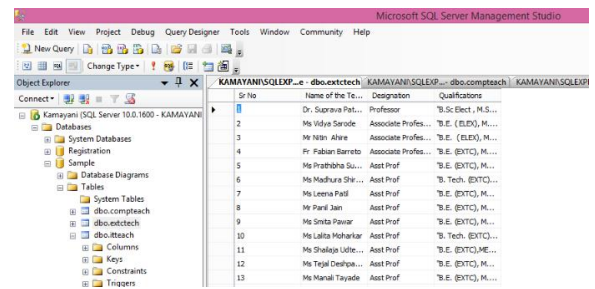 Microsoft SQL Server Management Studio
File Edit View Project Debug Query Designer Tools Window Community Help
New Query
Change Type
Object Explorer
KAMAYANI\SQLEXP...e - dbo.extctech KAMAYANI\SQLEXP...- dbo.compteach KAMAYANI\SQLEXP
Connect
Kamayani (SQL Server 10.0.1600 - KAMAYANI
Databases
System Databases
Registration
Sample
Database Diagrams
Tables
System Tables
dbo.compteach
dbo.extctech
dbo.itteach
Columns
Keys
Constraints
Triggers
Sr No Name of the Te... Designation Qualifications
1 Dr. Suprava Pat... Professor "B.Sc Elect , M.S...
2 Ms Vidya Sarode Associate Profes... "B.E. ( ELEX), M....
3 Mr Nitin Ahire Associate Profes... "B.E. ( ELEX), M....
4 Fr Fabian Barreto Associate Profes... "B.E. (EXTC), M....
5 Ms Prathibha Su... Asst Prof "B.E. (EXTC), M....
6 Ms Madhura Shir... Asst Prof "B. Tech. (EXTC)...
7 Ms Leena Patil Asst Prof "B.E. (EXTC), M....
8 Mr Panil Jain Asst Prof "B.E. (EXTC), M....
9 Ms Smita Pawar Asst Prof "B.E. (EXTC), M....
10 Ms Lalita Moharkar Asst Prof "B. Tech. (EXTC)...
11 Ms Shailaja Udte... Asst Prof "B.E. (EXTC),ME...
12 Ms Tejal Deshpa... Asst Prof "B.E. (EXTC), M....
13 Ms Manali Tayade Asst Prof "B.E. (EXTC), M....